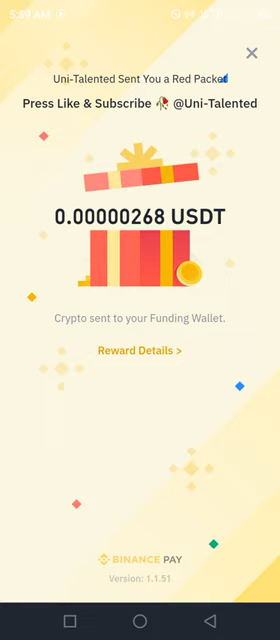 5:59 AM
Uni-Talented Sent You a Red Packet
Press Like & Subscribe 🥀 @Uni-Talented
0.00000268 USDT
Crypto sent to your Funding Wallet.
Reward Details >
BINANCE PAY
Version: 1.1.51